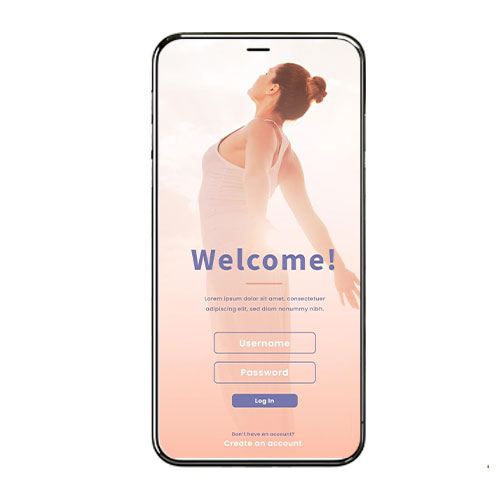 Welcome!
Lorem ipsum dolor sit amet, consectetuer
adipiscing elit, sed diam nonummy nibh.
Username
Password
Log In
Don't have an account?
Create an account